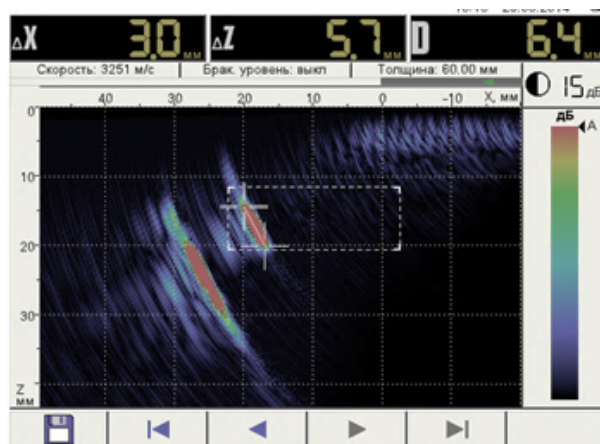 ΔX 3.0 мм ΔZ 5.7 мм D 6.4 мм
Скорость: 3251 м/с Брак. уровень: выкл Толщина: 60.00 мм
15 дБ
40 30 20 10 0 -10 X, мм
дБ
A
0
10
20
30
Z
мм